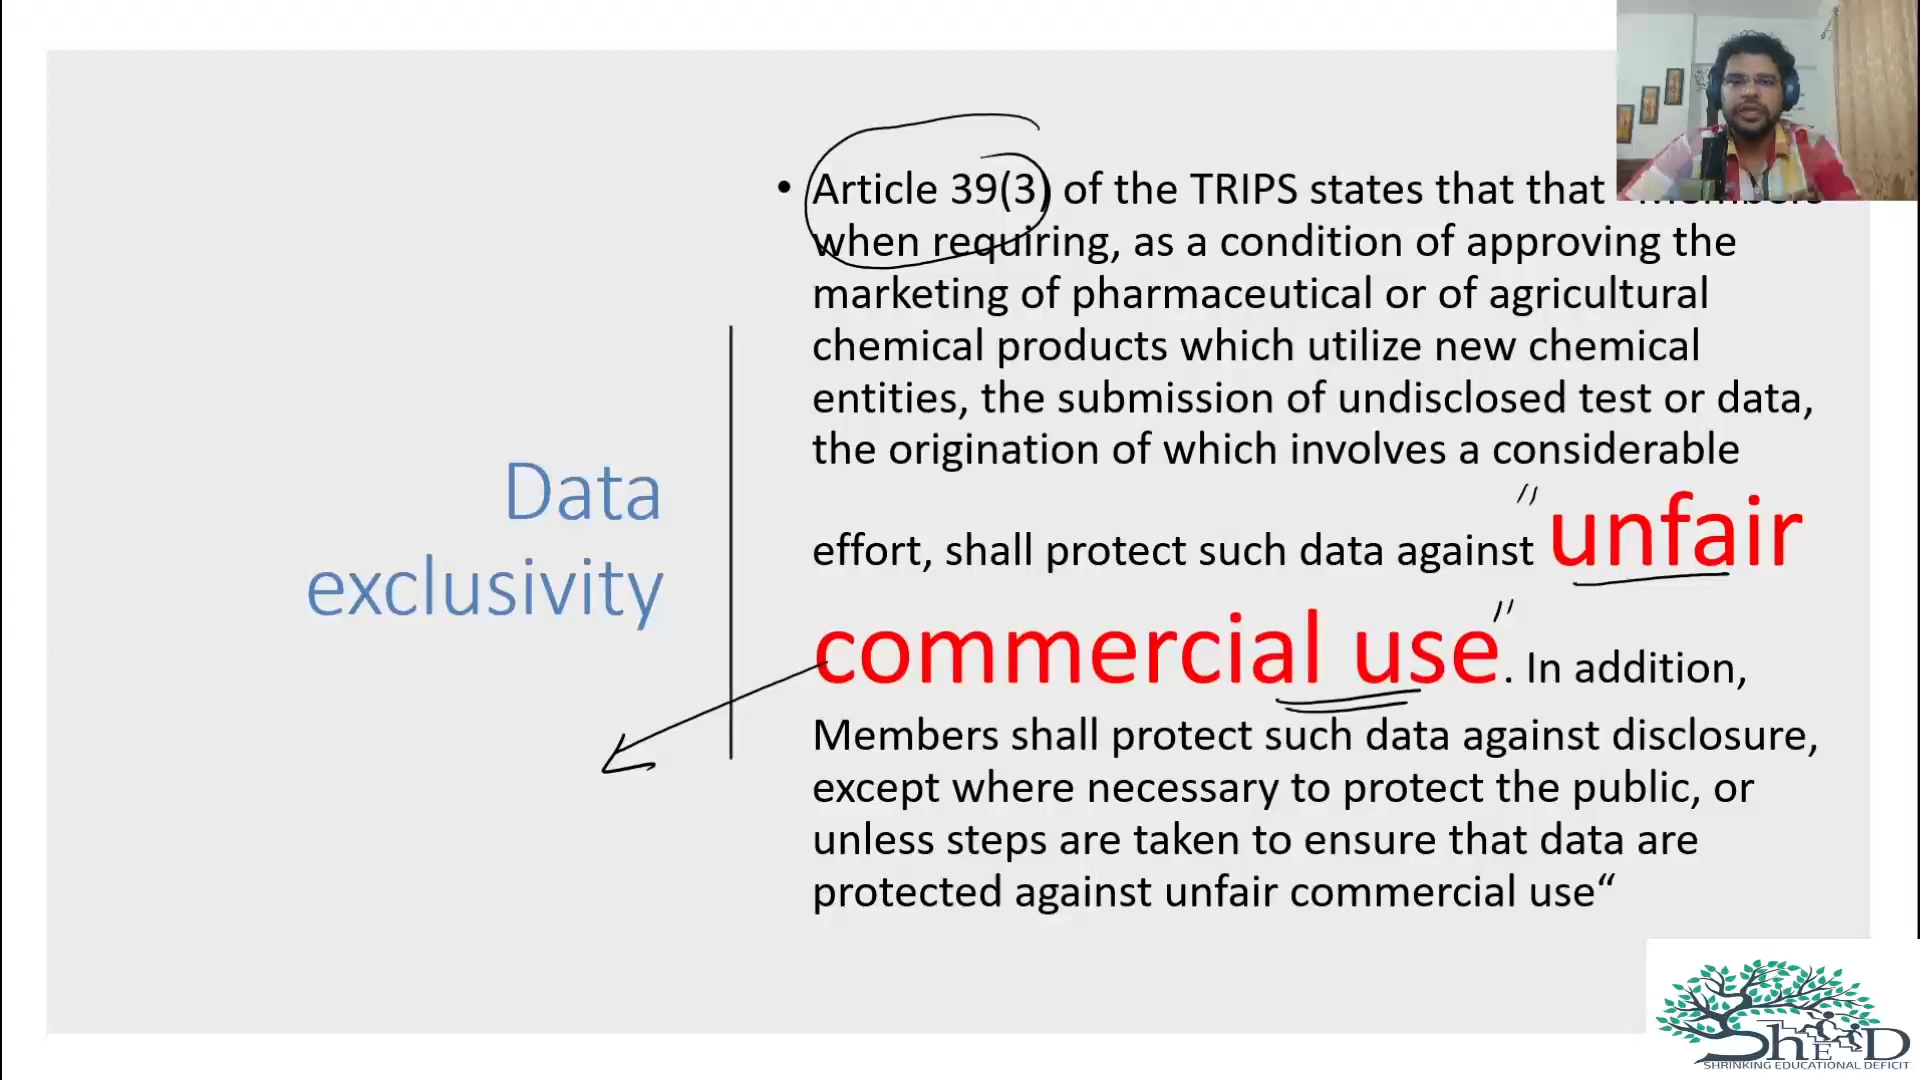 Data
exclusivity
• Article 39(3) of the TRIPS states that that
when requiring, as a condition of approving the
marketing of pharmaceutical or of agricultural
chemical products which utilize new chemical
entities, the submission of undisclosed test or data,
the origination of which involves a considerable
effort, shall protect such data against "unfair
commercial use". In addition,
Members shall protect such data against disclosure,
except where necessary to protect the public, or
unless steps are taken to ensure that data are
protected against unfair commercial use“
ShED
SHRINKING EDUCATIONAL DEFICIT